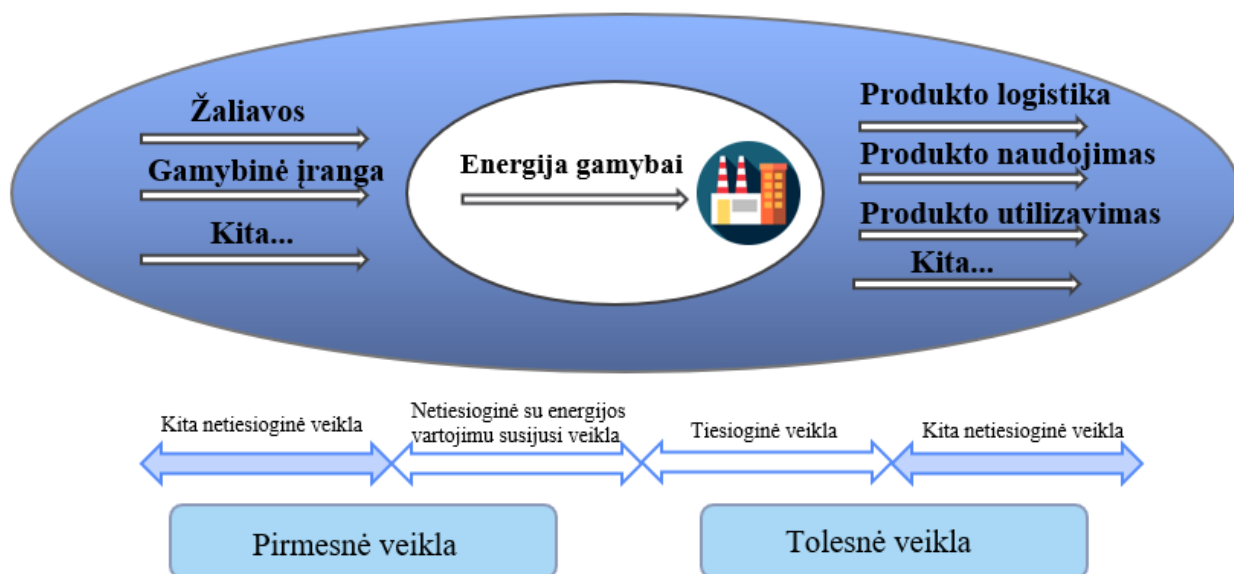 Žaliavos
Gamybinė įranga
Kita...
Energija gamybai
Produkto logistika
Produkto naudojimas
Produkto utilizavimas
Kita...
Kita netiesioginė veikla
Netiesioginė su energijos
vartojimu susijusi veikla
Tiesioginė veikla
Kita netiesioginė veikla
Pirmesnė veikla
Tolesnė veikla